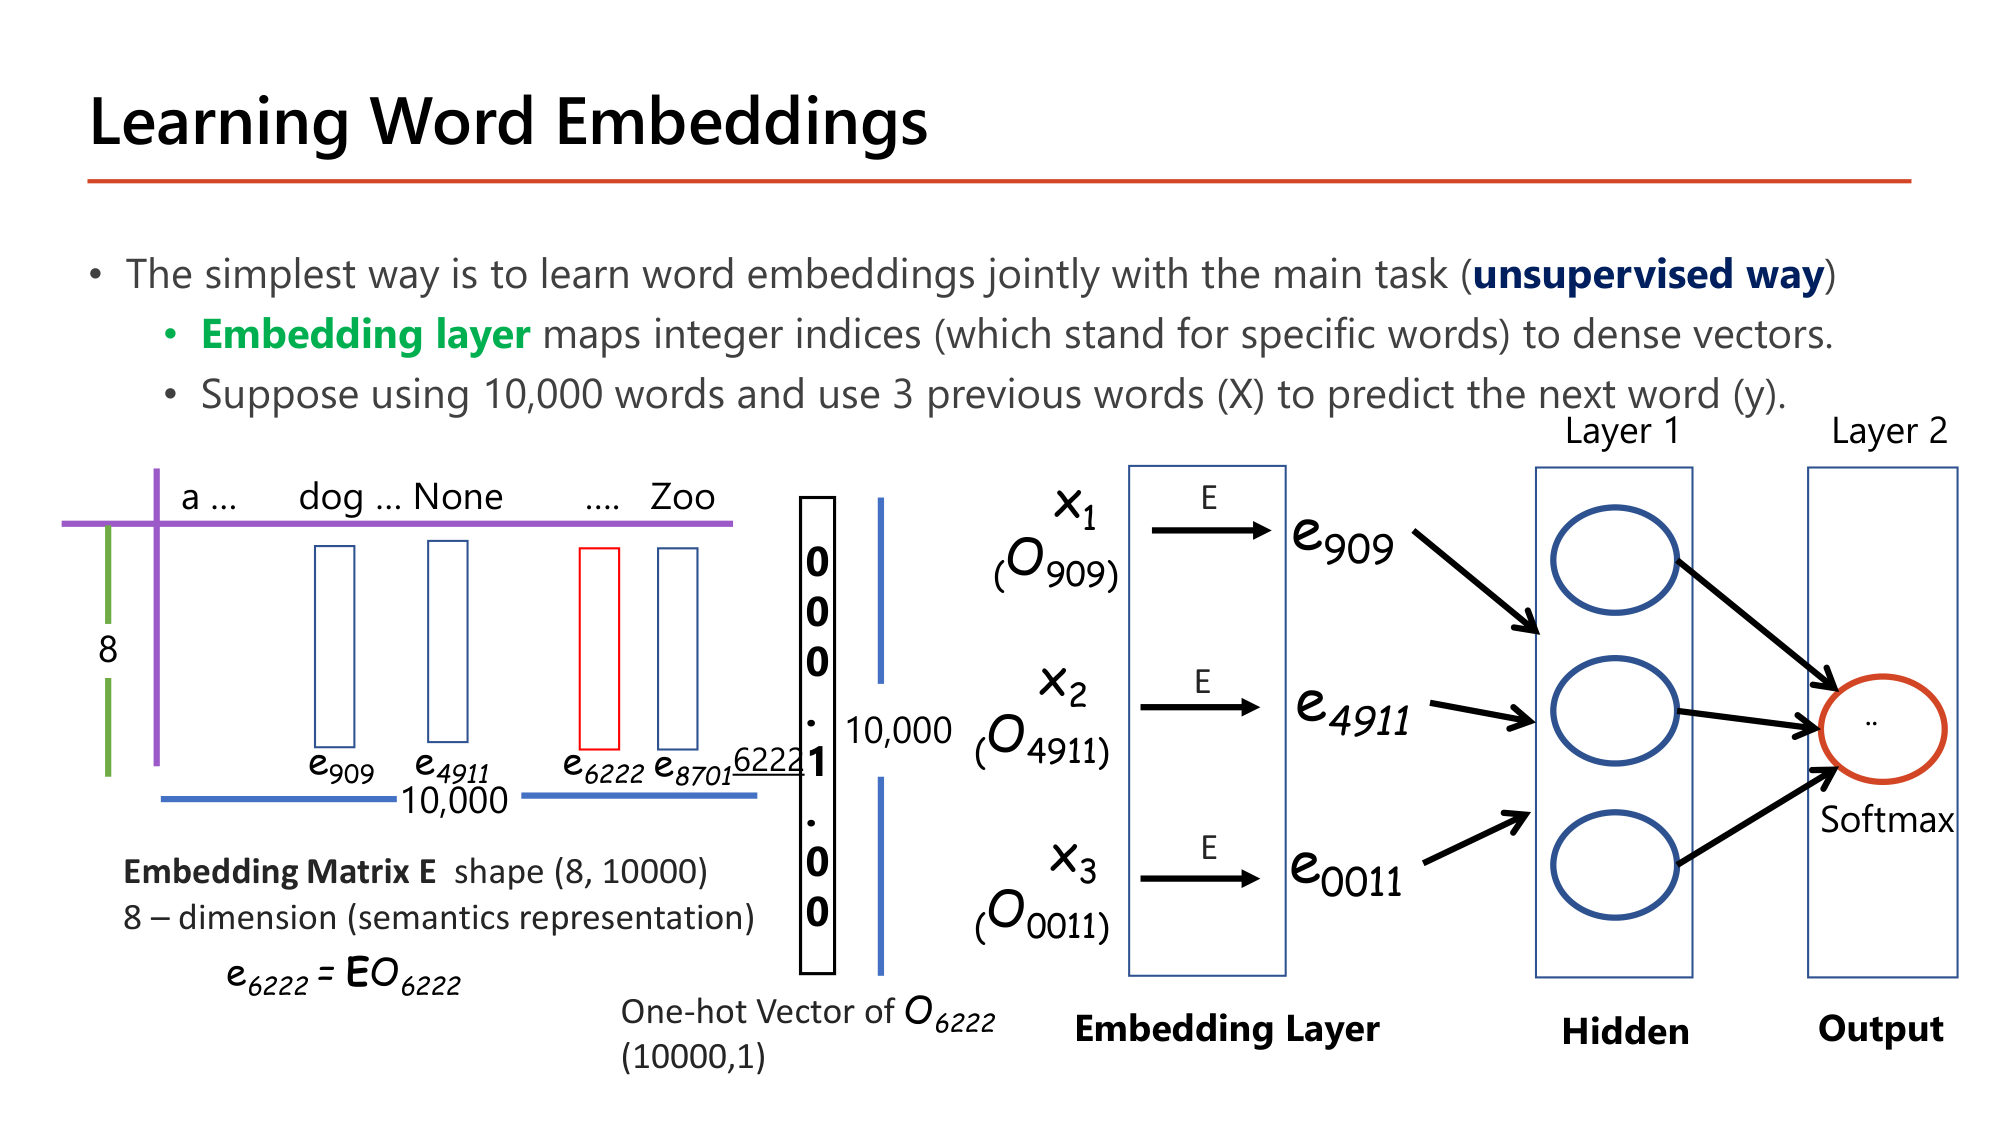 Learning Word Embeddings
• The simplest way is to learn word embeddings jointly with the main task (unsupervised way)
• Embedding layer maps integer indices (which stand for specific words) to dense vectors.
• Suppose using 10,000 words and use 3 previous words (X) to predict the next word (y).
a ... dog ... None .... Zoo
8
e909 e4911 e6222 e8701
10,000
Embedding Matrix E shape (8, 10000)
8 – dimension (semantics representation)
e6222 = EO6222
6222
0
0
0
.
1
.
0
0
10,000
One-hot Vector of O6222
(10000,1)
x1
(O909)
E
e909
x2
(O4911)
E
e4911
x3
(O0011)
E
e0011
Embedding Layer
Layer 1
Hidden
Layer 2
..
Softmax
Output